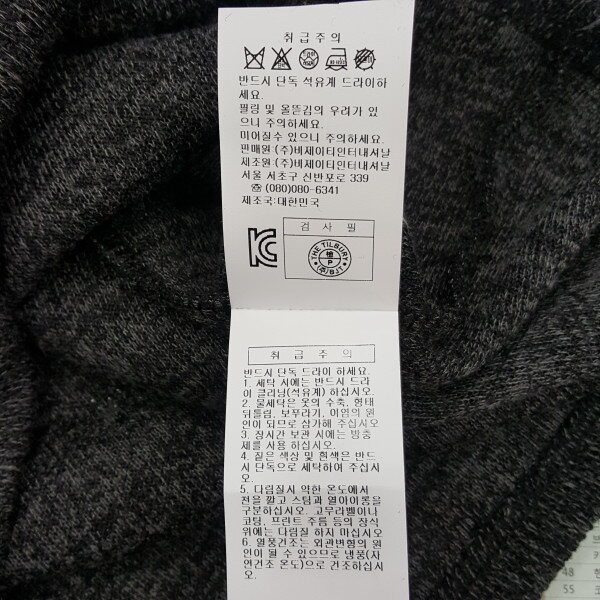 취급주의
반드시 단독 석유계 드라이하
세요.
필링 및 올뜯김의 우려가 있
으니 주의하세요.
미어질수 있으니 주의하세요.
판매원:(주)비제이티인터내셔날
제조원:(주)비제이티인터내셔날
서울 서초구 신반포로 339
☎ (080)080-6341
제조국:대한민국
검 사 필
THE TILBURY
檢
P
(주)BJT
취 급 주 의
반드시 단독 드라이 하세요.
1. 세탁 시에는 반드시 드라
이 크리닝(석유계) 하십시오.
2. 물세탁은 옷의 수축, 형태
뒤틀림, 보푸라기, 이염의 원
인이 되므로 삼가해 주십시오
3. 장시간 보관 시에는 방충
제를 사용 하십시오.
4. 짙은 색상 및 흰색은 반드
시 단독으로 세탁하여 주십시
오.
5. 다림질시 약한 온도에서
천을 깔고 스팀과 열아이롱을
구분하십시오. 고무라벨이나
코팅, 프린트 주름 등의 장식
위에는 다림질 하지 마십시오
6. 열풍건조는 외관변형의 원
인이 될 수 있으므로 냉풍(자
연건조 온도)으로 건조하십시
오.
48
55